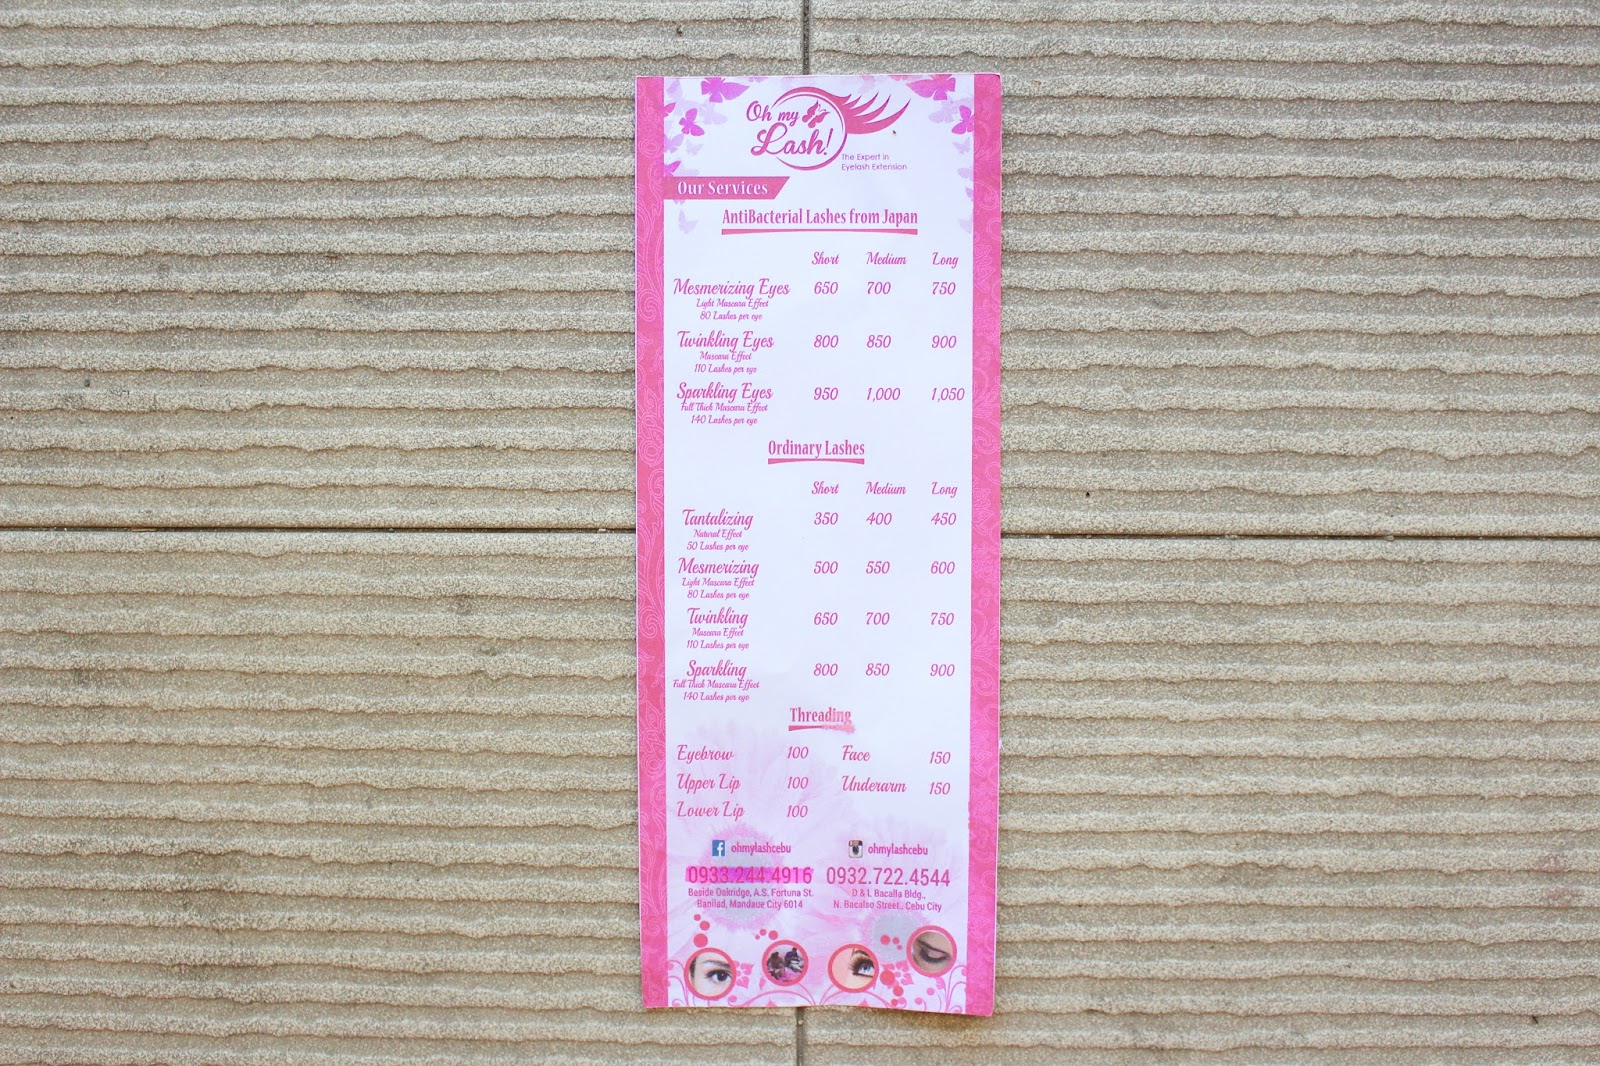 Oh my
Lash!
The Expert in
Eyelash Extension
Our Services
AntiBacterial Lashes from Japan
Short Medium Long
Mesmerizing Eyes 650 700 750
Light Mascara Effect
80 Lashes per eye
Twinkling Eyes 800 850 900
Mascara Effect
110 Lashes per eye
Sparkling Eyes 950 1,000 1,050
Full Thick Mascara Effect
140 Lashes per eye
Ordinary Lashes
Short Medium Long
Tantalizing 350 400 450
Natural Effect
50 Lashes per eye
Mesmerizing 500 550 600
Light Mascara Effect
80 Lashes per eye
Twinkling 650 700 750
Mascara Effect
110 Lashes per eye
Sparkling 800 850 900
Full Thick Mascara Effect
140 Lashes per eye
Threading
Eyebrow 100 Face 150
Upper Lip 100 Underarm 150
Lower Lip 100
ohmylashcebu ohmylashcebu
0933.244.4916 0932.722.4544
Beside Oakridge, A.S. Fortuna St. D & L Bacalla Bldg.,
Banilad, Mandaue City 6014 N. Bacalso Street., Cebu City